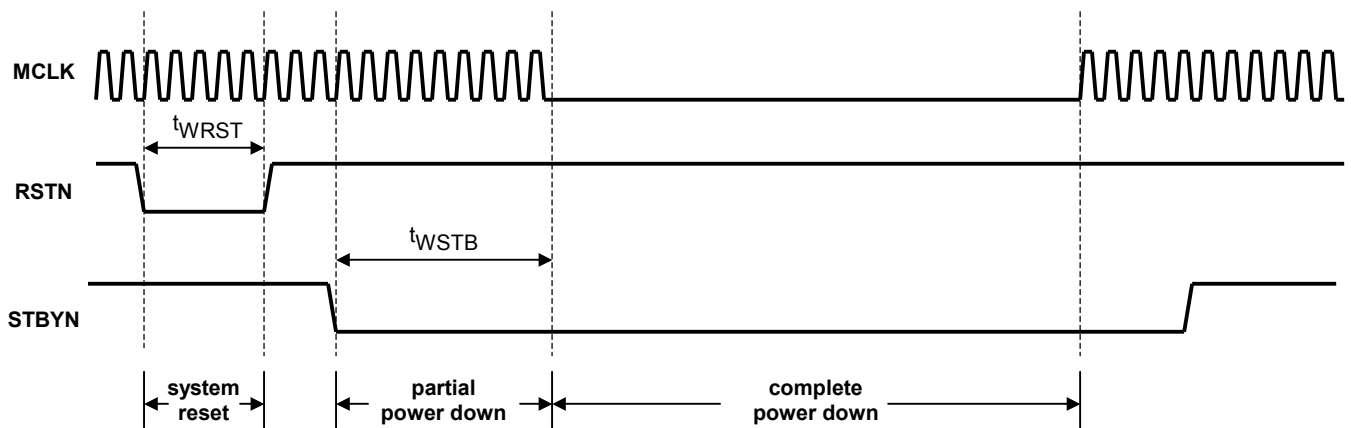 MCLK
tWRST
RSTN
tWSTB
STBYN
system
reset
partial
power down
complete
power down